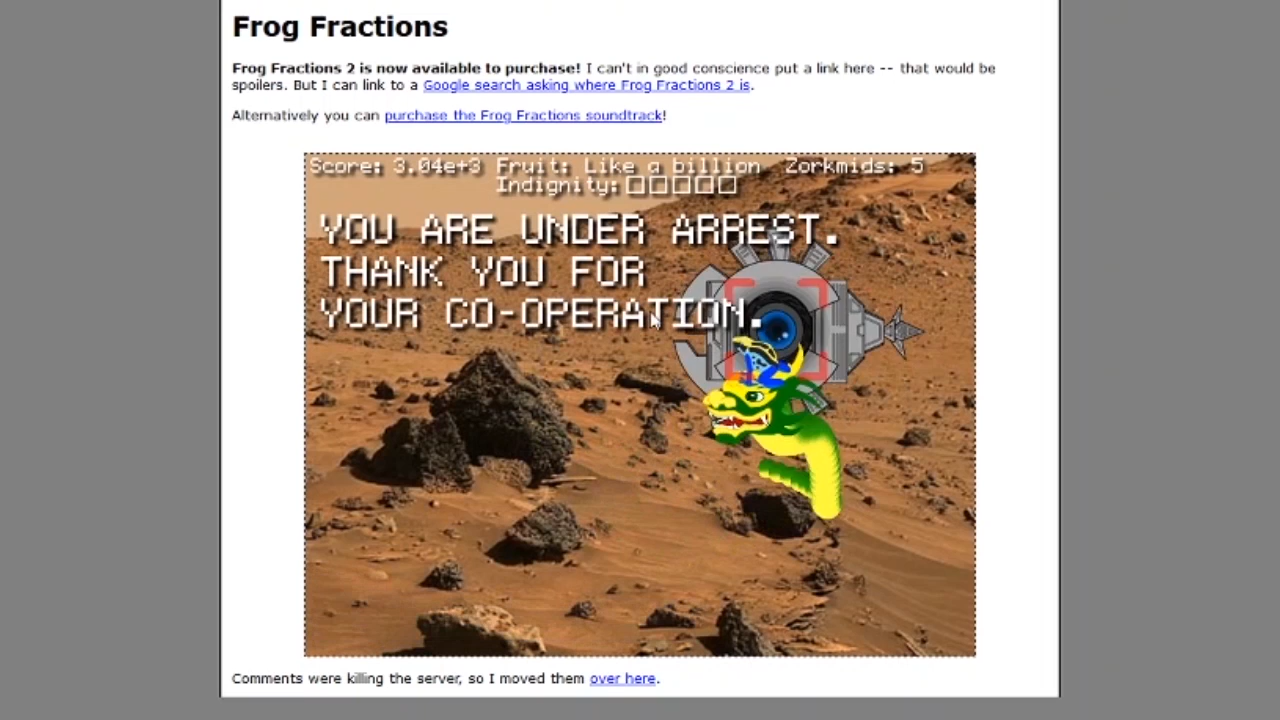 Frog Fractions
Frog Fractions 2 is now available to purchase! I can't in good conscience put a link here -- that would be
spoilers. But I can link to a Google search asking where Frog Fractions 2 is.
Alternatively you can purchase the Frog Fractions soundtrack!
Score: 3.04e+3 Fruit: Like a billion Zorkmids: 5
Indignity:
YOU ARE UNDER ARREST.
THANK YOU FOR
YOUR CO-OPERATION.
Comments were killing the server, so I moved them over here.